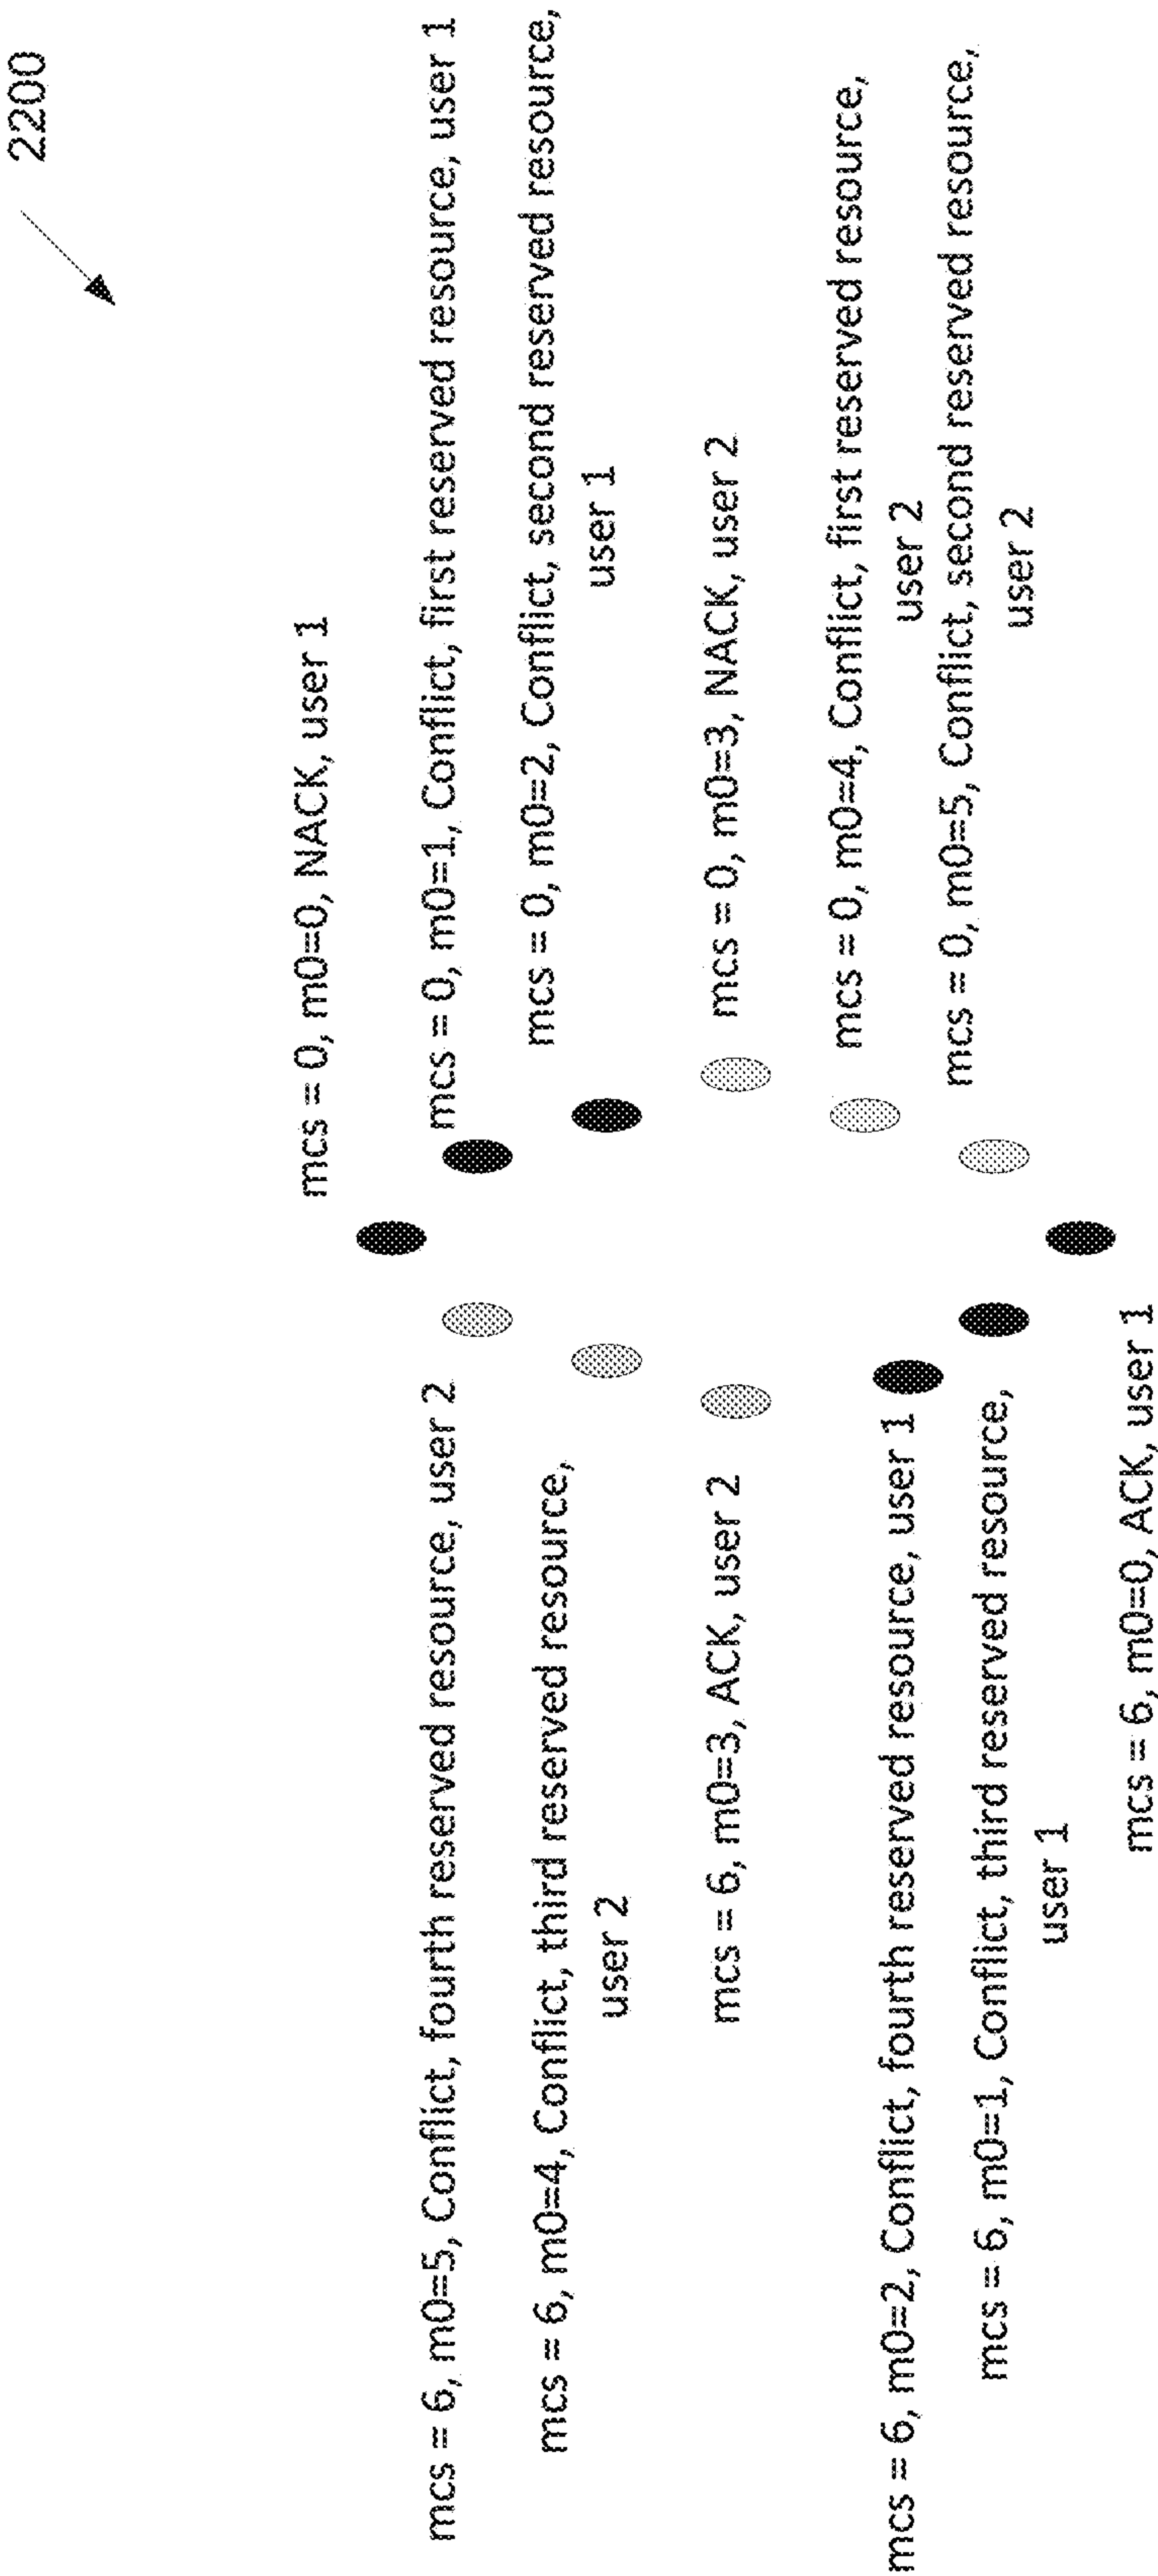 2200
mcs = 0, m0=0, NACK, user 1
mcs = 0, m0=1, Conflict, first reserved resource, user 1
mcs = 0, m0=2, Conflict, second reserved resource,
user 1
mcs = 0, m0=3, NACK, user 2
mcs = 0, m0=4, Conflict, first reserved resource,
user 2
mcs = 0, m0=5, Conflict, second reserved resource,
user 2
mcs = 6, m0=5, Conflict, fourth reserved resource, user 2
mcs = 6, m0=4, Conflict, third reserved resource,
user 2
mcs = 6, m0=3, ACK, user 2
mcs = 6, m0=2, Conflict, fourth reserved resource, user 1
mcs = 6, m0=1, Conflict, third reserved resource,
user 1
mcs = 6, m0=0, ACK, user 1